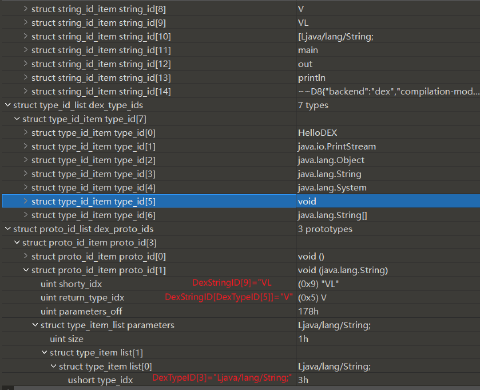 struct string_id_item string_id[8] V
struct string_id_item string_id[9] VL
struct string_id_item string_id[10] [Ljava/lang/String;
struct string_id_item string_id[11] main
struct string_id_item string_id[12] out
struct string_id_item string_id[13] println
struct string_id_item string_id[14] ~~D8{"backend":"dex","compilation-mod...
struct type_id_list dex_type_ids 7 types
struct type_id_item type_id[7]
struct type_id_item type_id[0] HelloDEX
struct type_id_item type_id[1] java.io.PrintStream
struct type_id_item type_id[2] java.lang.Object
struct type_id_item type_id[3] java.lang.String
struct type_id_item type_id[4] java.lang.System
struct type_id_item type_id[5] void
struct type_id_item type_id[6] java.lang.String[]
struct proto_id_list dex_proto_ids 3 prototypes
struct proto_id_item proto_id[3]
struct proto_id_item proto_id[0] void ()
struct proto_id_item proto_id[1] void (java.lang.String)
uint shorty_idx DexStringID[9]="VL (0x9) "VL"
uint return_type_idx DexStringID[DexTypeID[5]]="V" (0x5) V
uint parameters_off 178h
struct type_item_list parameters Ljava/lang/String;
uint size 1h
struct type_item list[1]
struct type_item list[0] Ljava/lang/String;
ushort type_idx DexTypeID[3]="Ljava/lang/String;" 3h